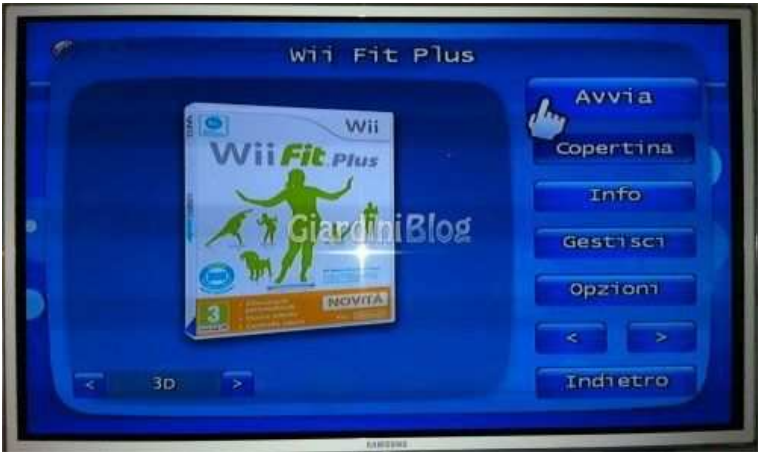 Wii Fit Plus
Avvia
Copertina
Info
Gestisci
Opzioni
< >
Indietro
< 3D >
Wii
Wii Fit Plus
GiardiniBlog
NOVITÀ
3
SAMSUNG